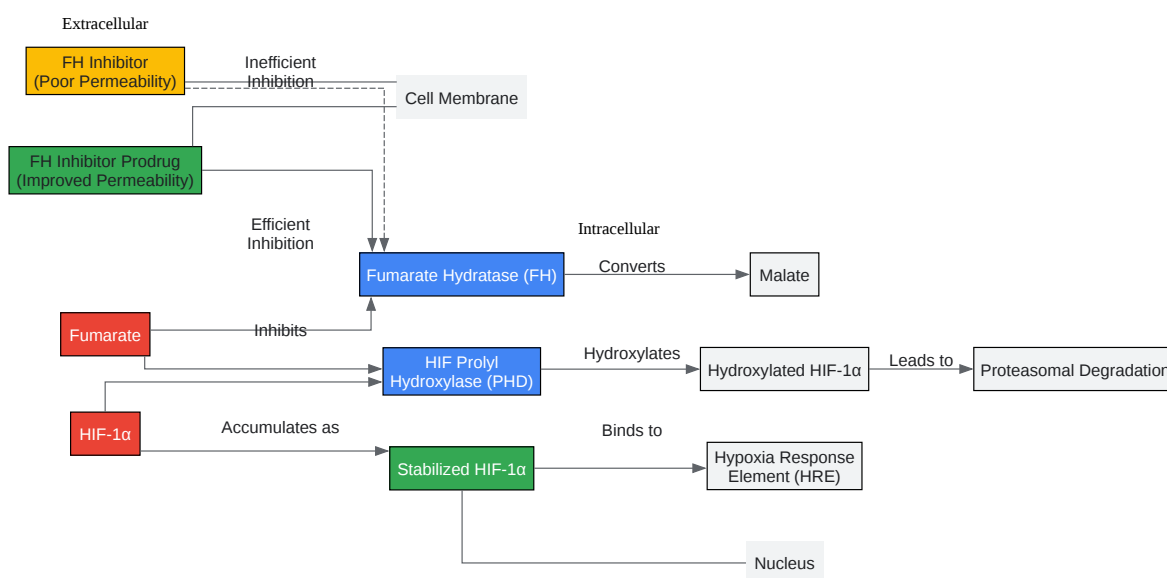 Extracellular
FH Inhibitor
(Poor Permeability)
Inefficient
Inhibition
Cell Membrane
FH Inhibitor Prodrug
(Improved Permeability)
Efficient
Inhibition
Intracellular
Fumarate Hydratase (FH)
Converts
Malate
Fumarate
Inhibits
HIF Prolyl
Hydroxylase (PHD)
Hydroxylates
Hydroxylated HIF-1α
Leads to
Proteasomal Degradation
HIF-1α
Accumulates as
Stabilized HIF-1α
Binds to
Hypoxia Response
Element (HRE)
Nucleus